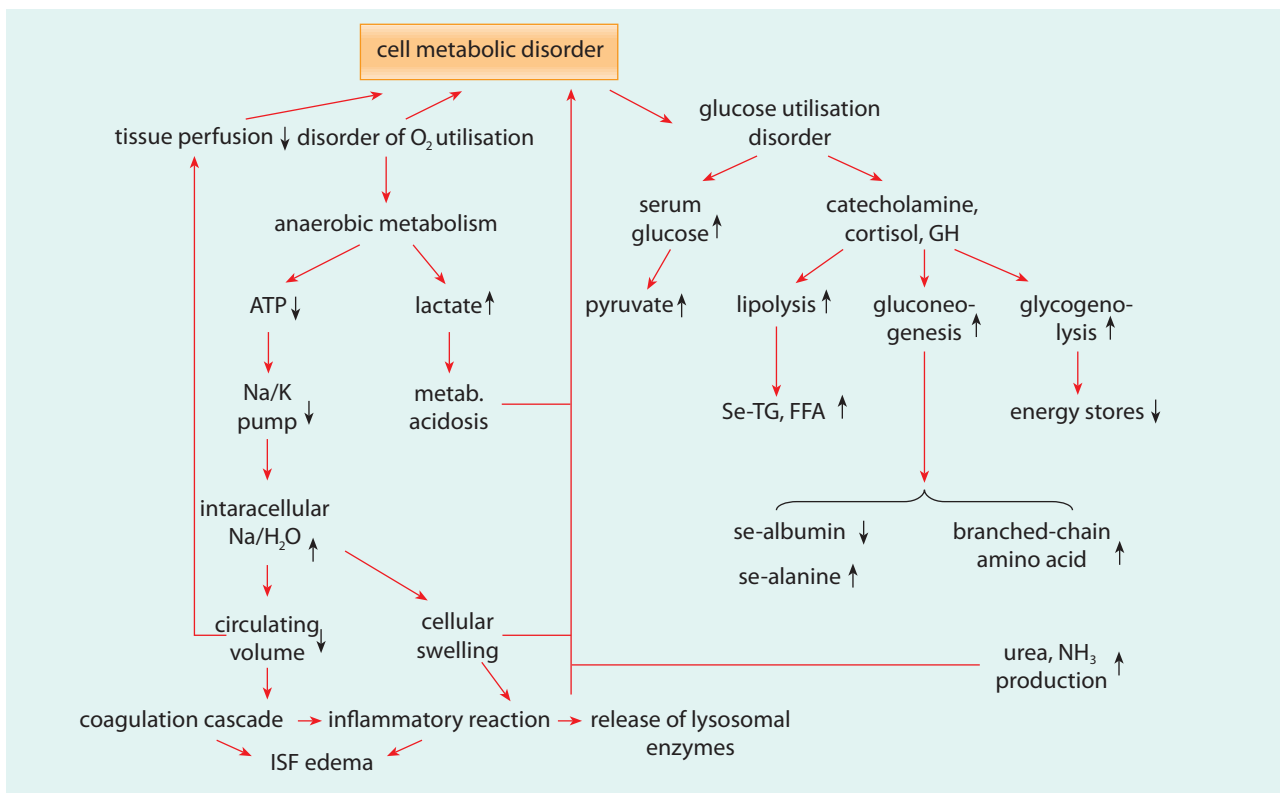 cell metabolic disorder
tissue perfusion ↓ disorder of O₂ utilisation
glucose utilisation
disorder
anaerobic metabolism
serum
glucose ↑
catecholamine,
cortisol, GH
ATP ↓
lactate ↑
pyruvate ↑
lipolysis ↑
gluconeo-
genesis ↑
glycogeno-
lysis ↑
Na/K
pump ↓
metab.
acidosis
Se-TG, FFA ↑
energy stores ↓
intaracellular
Na/H₂O ↑
se-albumin ↓
se-alanine ↑
branched-chain
amino acid ↑
circulating
volume ↓
cellular
swelling
urea, NH₃
production ↑
coagulation cascade
inflammatory reaction
release of lysosomal
enzymes
ISF edema